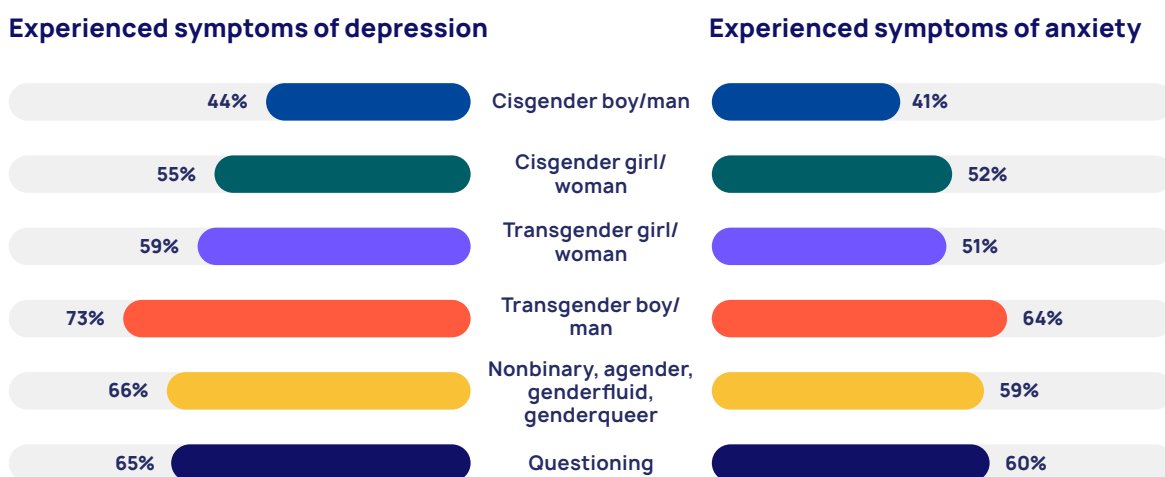 Experienced symptoms of depression
Experienced symptoms of anxiety
44%
Cisgender boy/man
41%
55%
Cisgender girl/
woman
52%
59%
Transgender girl/
woman
51%
73%
Transgender boy/
man
64%
66%
Nonbinary, agender,
genderfluid,
genderqueer
59%
65%
Questioning
60%